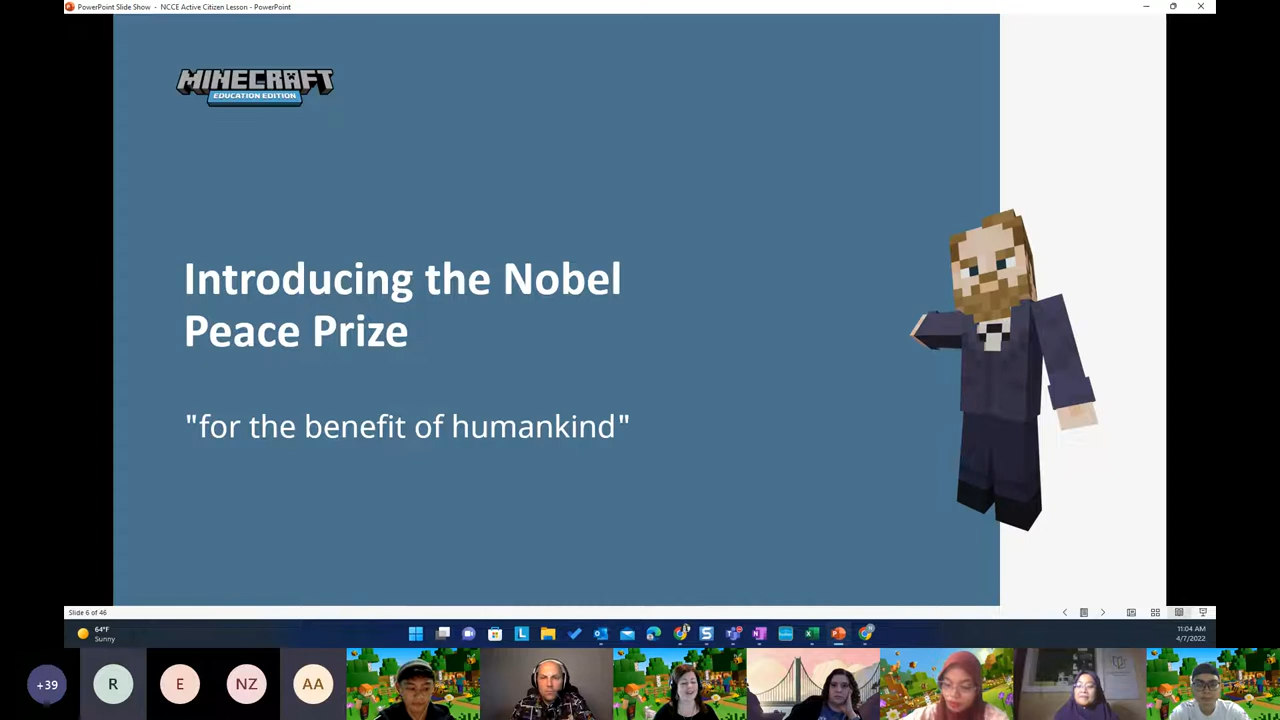 PowerPoint Slide Show - NCCE Active Citizen Lesson - PowerPoint
MINECRAFT
EDUCATION EDITION
Introducing the Nobel
Peace Prize
"for the benefit of humankind"
Slide 6 of 46
64°F
Sunny
11:04 AM
4/7/2022
+39
R
E
NZ
AA